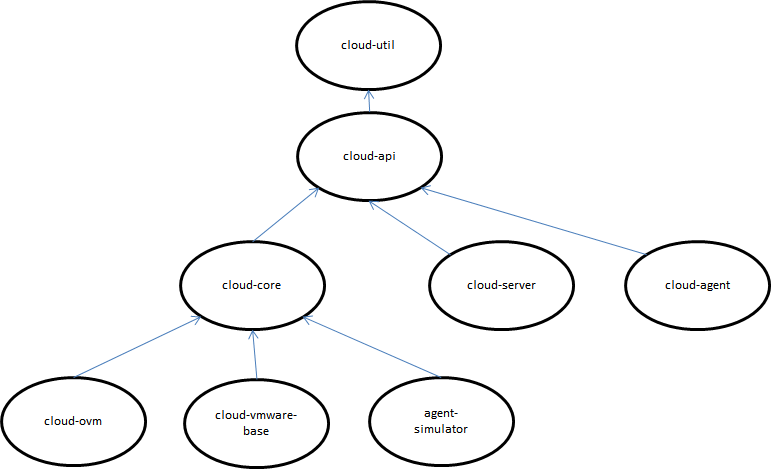 cloud-util
cloud-api
cloud-core
cloud-server
cloud-agent
cloud-ovm
cloud-vmware-
base
agent-
simulator